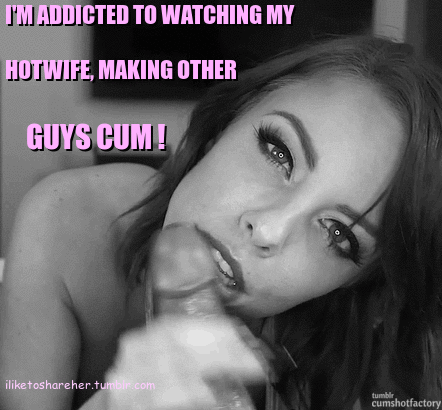 I'M ADDICTED TO WATCHING MY
HOTWIFE, MAKING OTHER
GUYS CUM !
iliketoshareher.tumblr.com
tumblr
cumshotfactory